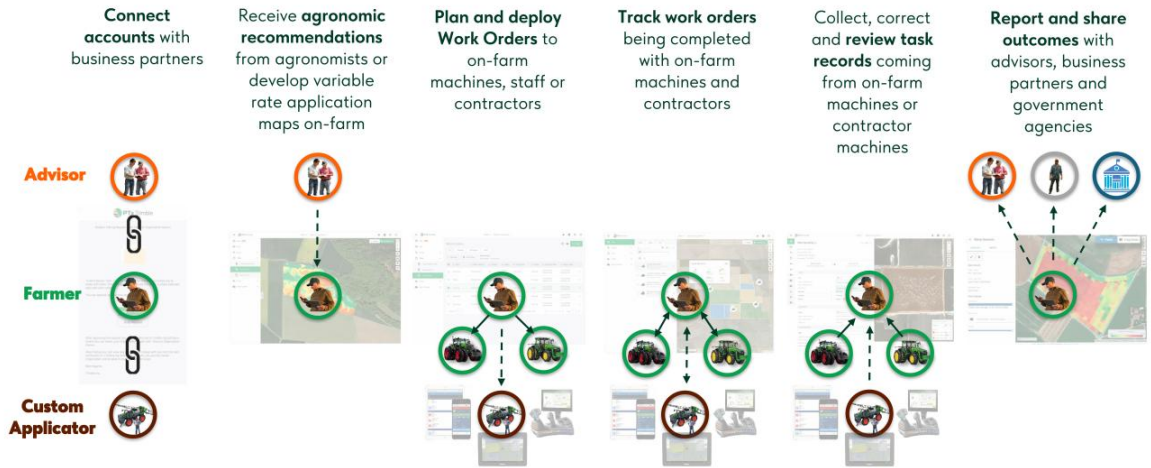 Connect
accounts with
business partners
Receive agronomic
recommendations
from agronomists or
develop variable
rate application
maps on-farm
Plan and deploy
Work Orders to
on-farm
machines, staff or
contractors
Track work orders
being completed
with on-farm
machines and
contractors
Collect, correct
and review task
records coming
from on-farm
machines or
contractor
machines
Report and share
outcomes with
advisors, business
partners and
government
agencies
Advisor
Farmer
Custom
Applicator